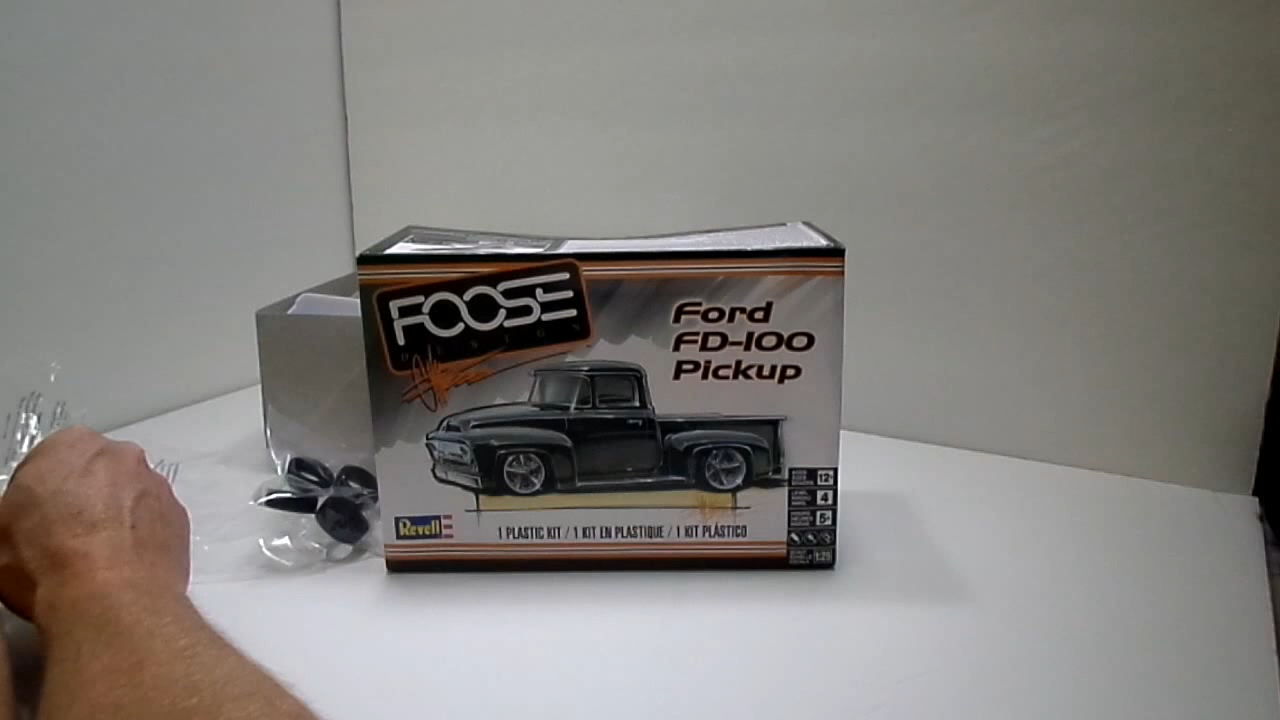 FOOSE
DESIGN
Ford
FD-100
Pickup
Revell
1 PLASTIC KIT / 1 KIT EN PLASTIQUE / 1 KIT PLÁSTICO
12+
4
5"
1:25